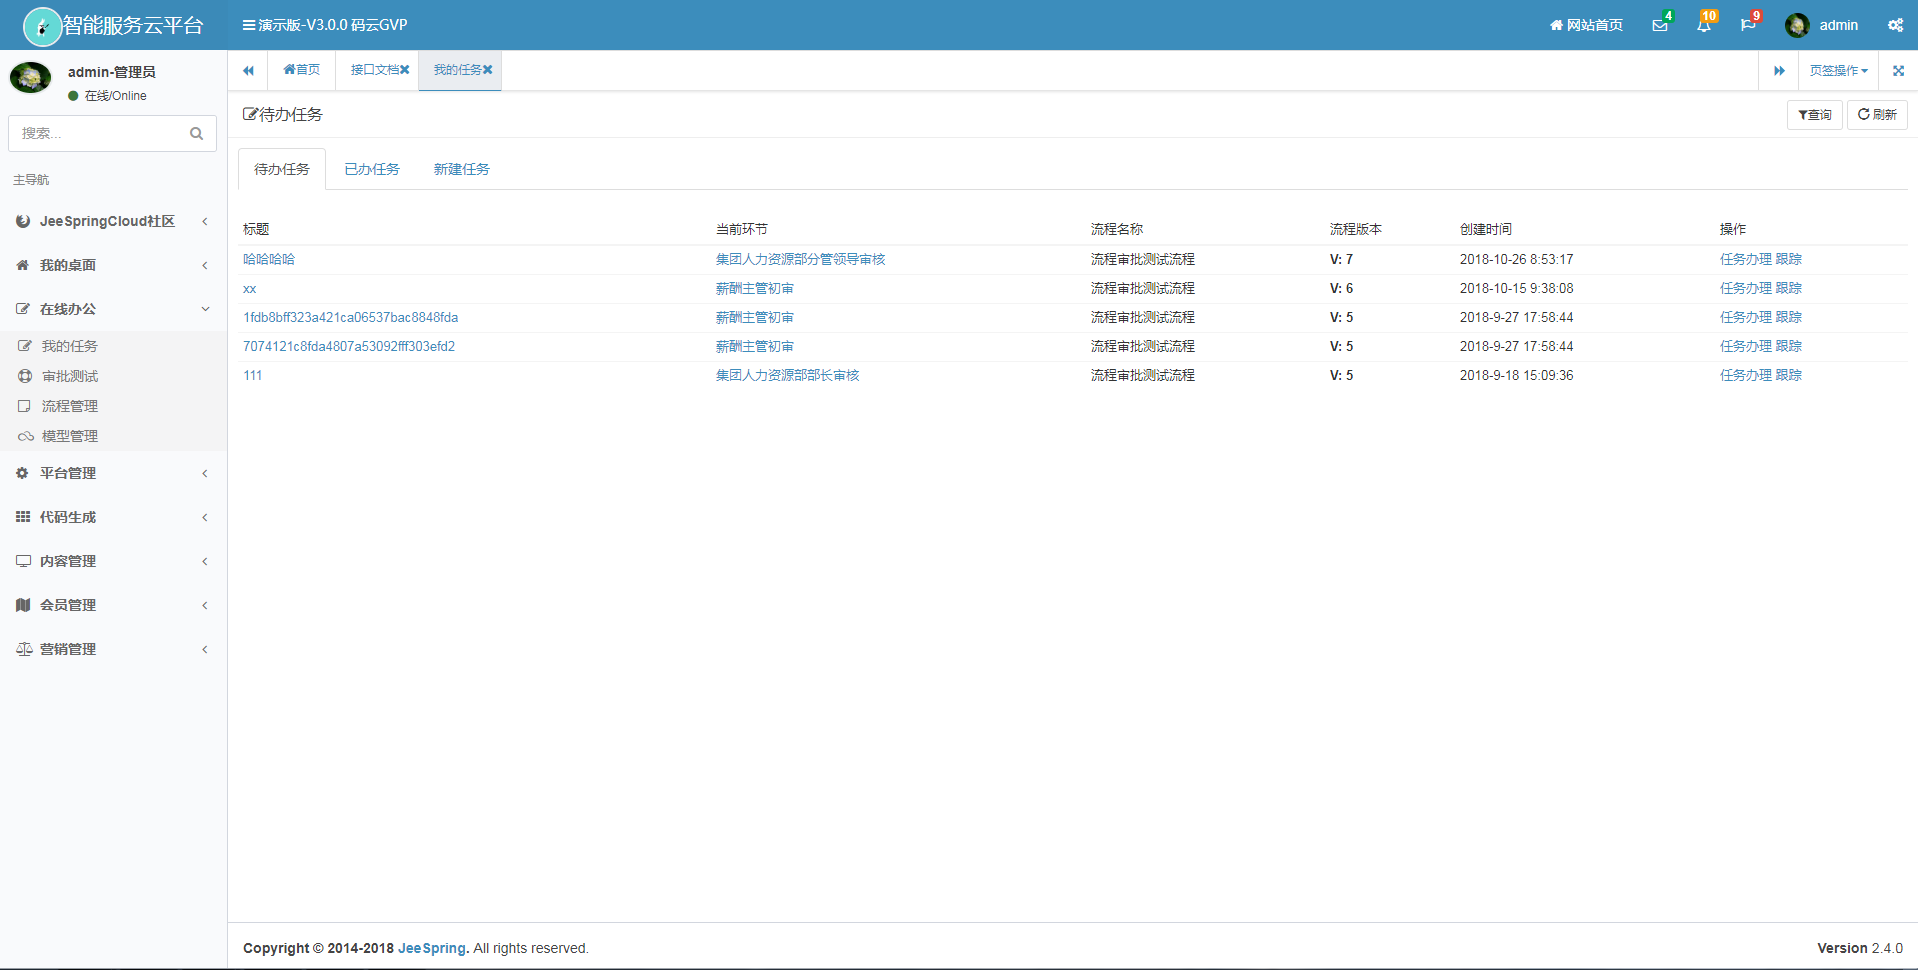 智能服务云平台 演示版-V3.0.0 码云GVP 网站首页 4 10 9 admin
admin-管理员
在线/Online
搜索...
主导航
JeeSpringCloud社区
我的桌面
在线办公
我的任务
审批测试
流程管理
模型管理
平台管理
代码生成
内容管理
会员管理
营销管理
首页 接口文档 我的任务 页签操作
待办任务 查询 刷新
待办任务 已办任务 新建任务
标题 当前环节 流程名称 流程版本 创建时间 操作
哈哈哈哈 集团人力资源部分管领导审核 流程审批测试流程 V: 7 2018-10-26 8:53:17 任务办理 跟踪
xx 薪酬主管初审 流程审批测试流程 V: 6 2018-10-15 9:38:08 任务办理 跟踪
1fdb8bff323a421ca06537bac8848fda 薪酬主管初审 流程审批测试流程 V: 5 2018-9-27 17:58:44 任务办理 跟踪
7074121c8fda4807a53092fff303efd2 薪酬主管初审 流程审批测试流程 V: 5 2018-9-27 17:58:44 任务办理 跟踪
111 集团人力资源部部长审核 流程审批测试流程 V: 5 2018-9-18 15:09:36 任务办理 跟踪
Copyright © 2014-2018 JeeSpring. All rights reserved. Version 2.4.0